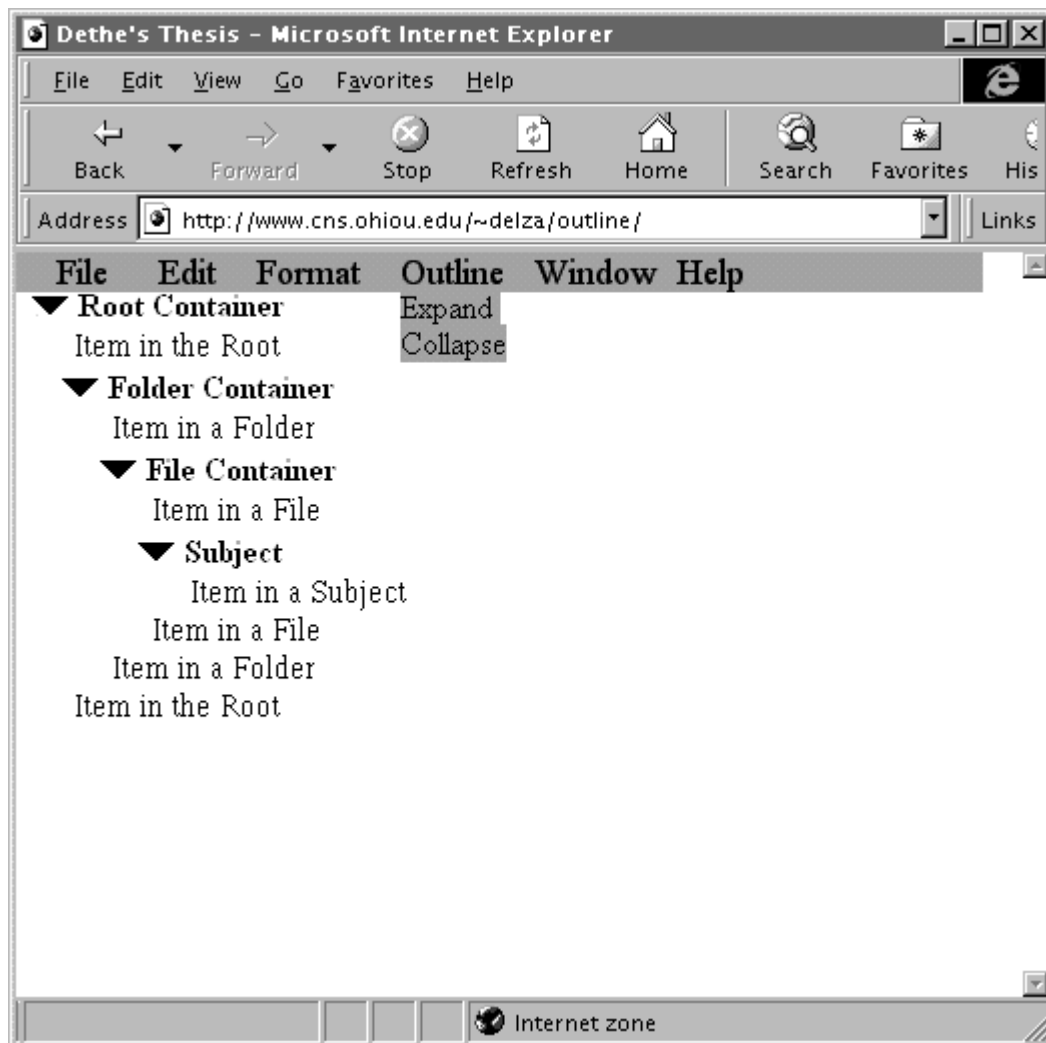 Dethe's Thesis – Microsoft Internet Explorer
File Edit View Go Favorites Help
Back Forward Stop Refresh Home Search Favorites His
Address http://www.cns.ohiou.edu/~delza/outline/ Links
File Edit Format Outline Window Help
Root Container Expand
Item in the Root Collapse
Folder Container
Item in a Folder
File Container
Item in a File
Subject
Item in a Subject
Item in a File
Item in a Folder
Item in the Root
Internet zone